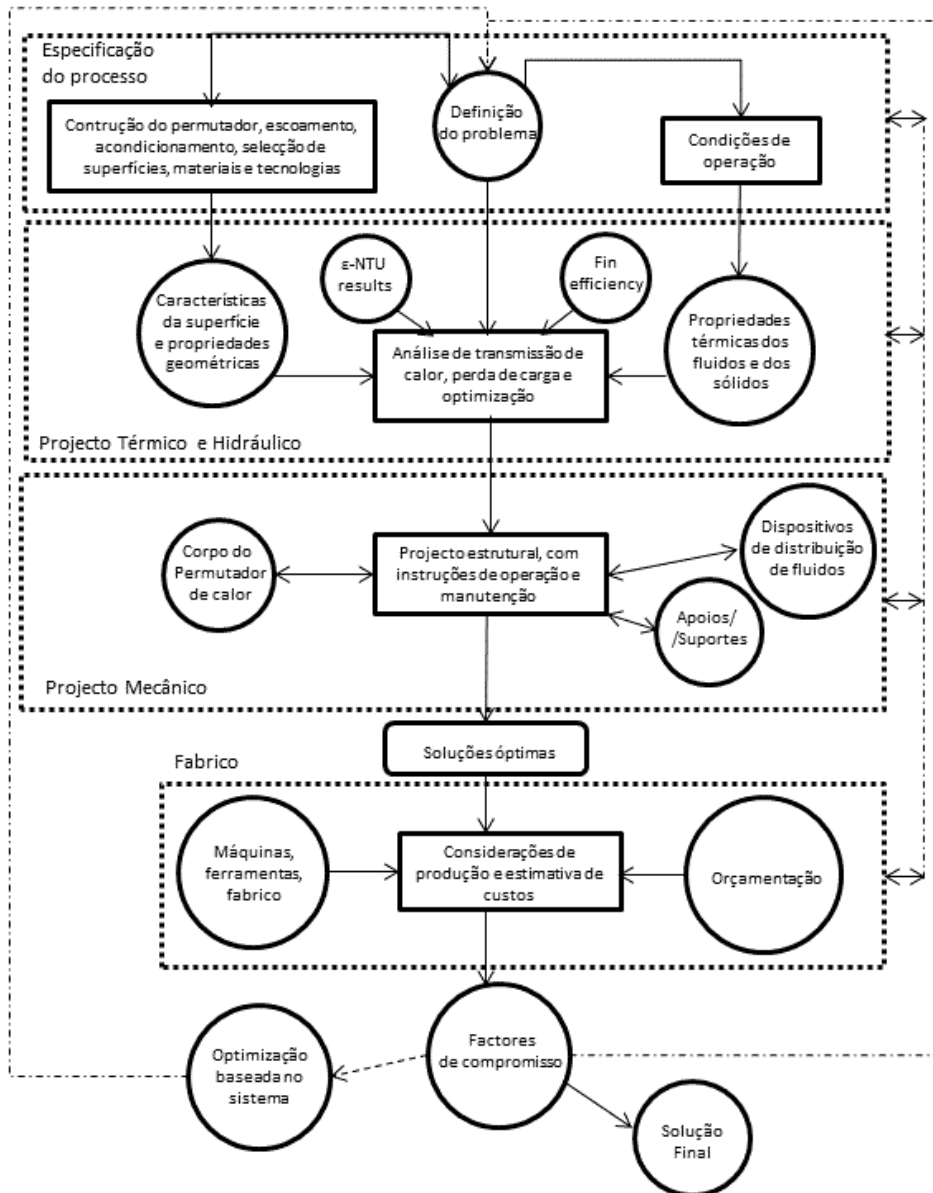 Especificação
do processo
Contrução do permutador, escoamento,
acondicionamento, selecção de
superfícies, materiais e tecnologias
Definição
do problema
Condições de
operação
Características
da superfície
e propriedades
geométricas
ε-NTU
results
Fin
efficiency
Propriedades
térmicas dos
fluidos e dos
sólidos
Análise de transmissão de
calor, perda de carga e
optimização
Projecto Térmico e Hidráulico
Corpo do
Permutador
de calor
Projecto estrutural, com
instruções de operação e
manutenção
Dispositivos
de distribuição
de fluidos
Apoios/
/Suportes
Projecto Mecânico
Soluções óptimas
Fabrico
Máquinas,
ferramentas,
fabrico
Considerações de
produção e estimativa de
custos
Orçamentação
Optimização
baseada no
sistema
Factores
de compromisso
Solução
Final